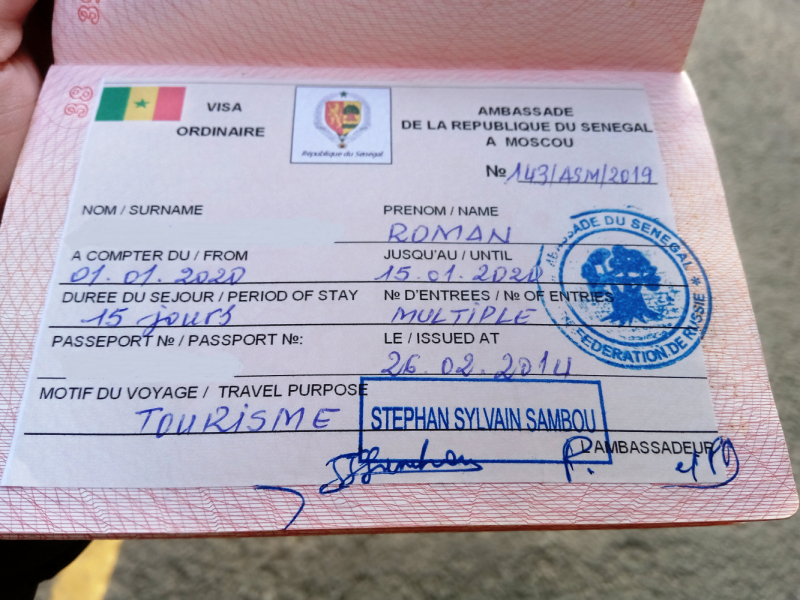 VISA
ORDINAIRE
République du Sénégal
AMBASSADE
DE LA REPUBLIQUE DU SENEGAL
A MOSCOU
№ 143/ASM/2019
NOM / SURNAME
PRENOM / NAME
ROMAN
A COMPTER DU / FROM
01.01.2020
JUSQU'AU / UNTIL
15.01.2020
DUREE DU SEJOUR / PERIOD OF STAY
15 jours
№ D'ENTREES / № OF ENTRIES
MULTIPLE
PASSEPORT № / PASSPORT №:
LE / ISSUED AT
26.02.2014
MOTIF DU VOYAGE / TRAVEL PURPOSE
TOURISME
STEPHAN SYLVAIN SAMBOU
L'AMBASSADEUR
DU SENEGAL
FEDERATION DE RUSSIE